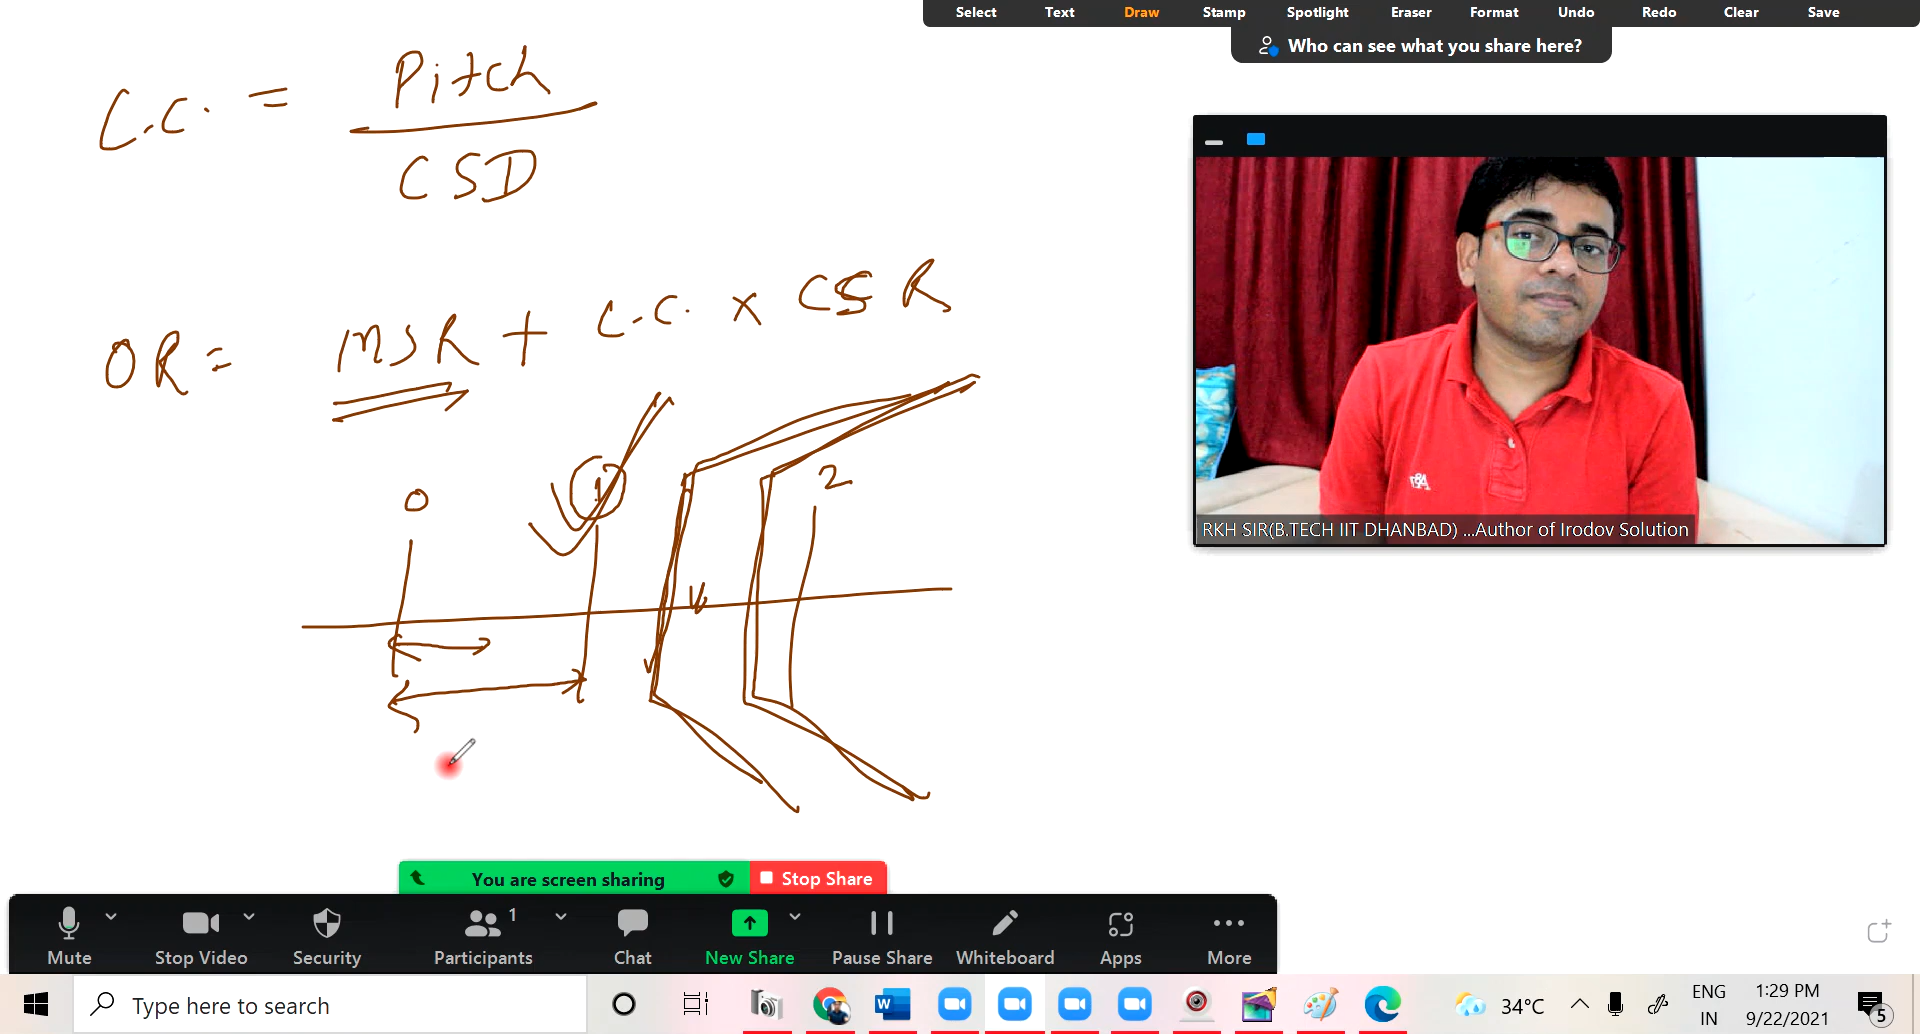 Select Text Draw Stamp Spotlight Eraser Format Undo Redo Clear Save
Who can see what you share here?
L.C. = Pitch
CSD
OR = MSR + L.C. x CSR
0 1 2
RKH SIR(B.TECH IIT DHANBAD) ...Author of Irodov Solution
You are screen sharing Stop Share
1
Mute Stop Video Security Participants Chat New Share Pause Share Whiteboard Apps More
Type here to search
34°C
ENG
IN
1:29 PM
9/22/2021
5